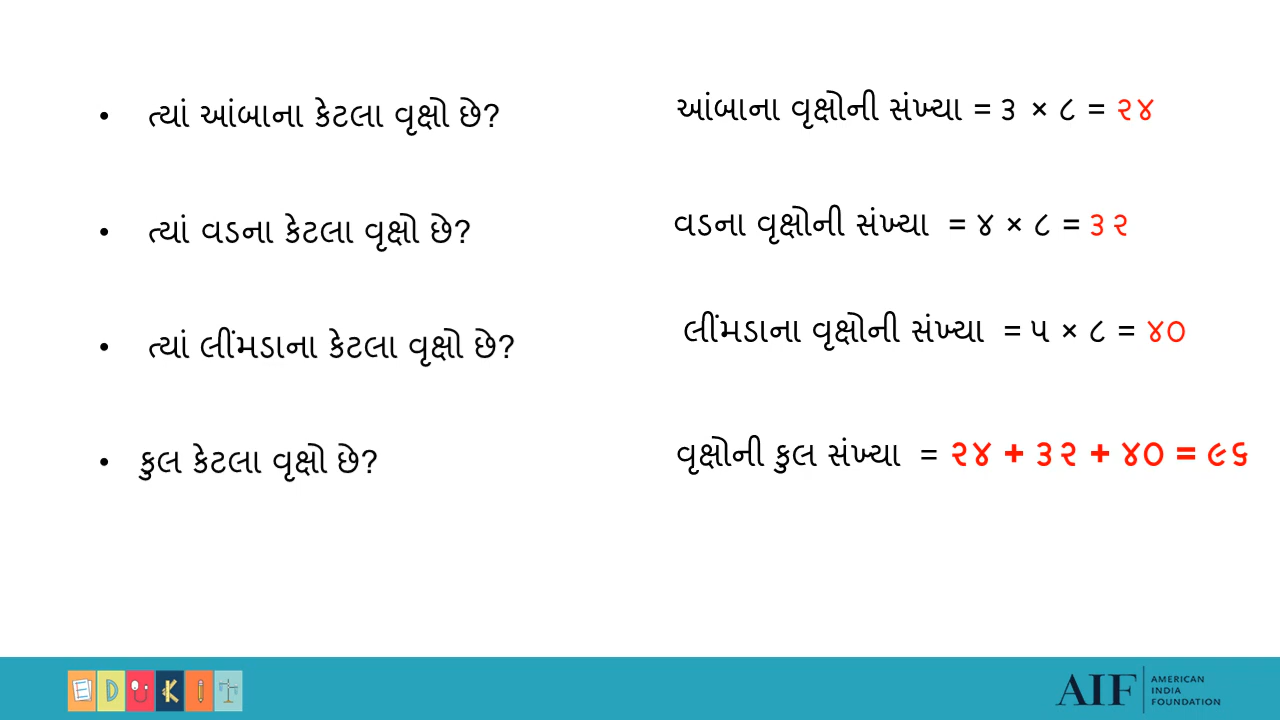 • ત્યાં આંબાના કેટલા વૃક્ષો છે?
આંબાના વૃક્ષોની સંખ્યા = ૩ × ૮ = ૨૪
• ત્યાં વડના કેટલા વૃક્ષો છે?
વડના વૃક્ષોની સંખ્યા = ૪ × ૮ = ૩૨
• ત્યાં લીંમડાના કેટલા વૃક્ષો છે?
લીંમડાના વૃક્ષોની સંખ્યા = ૫ × ૮ = ૪૦
• કુલ કેટલા વૃક્ષો છે?
વૃક્ષોની કુલ સંખ્યા = ૨૪ + ૩૨ + ૪૦ = ૯૬
EDUKIT
AIF
AMERICAN
INDIA
FOUNDATION